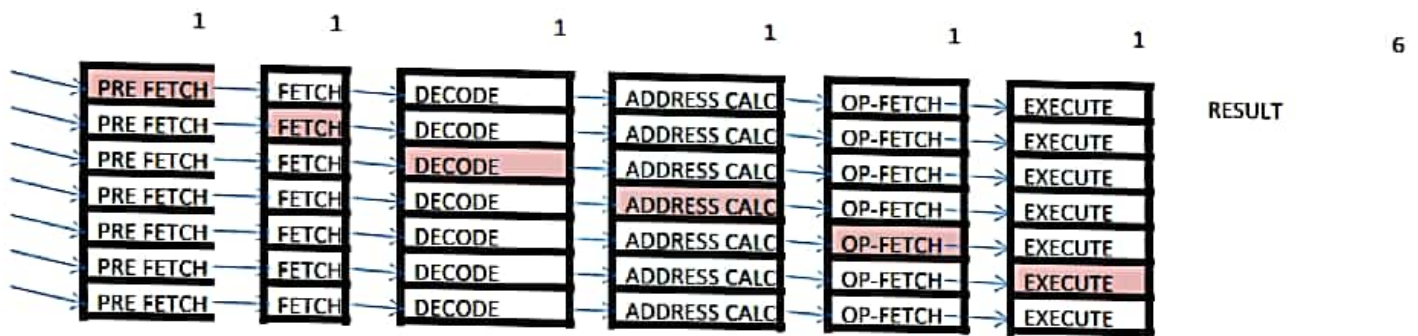 1 1 1 1 1 1 6
PRE FETCH FETCH DECODE ADDRESS CALC OP-FETCH EXECUTE RESULT
PRE FETCH FETCH DECODE ADDRESS CALC OP-FETCH EXECUTE
PRE FETCH FETCH DECODE ADDRESS CALC OP-FETCH EXECUTE
PRE FETCH FETCH DECODE ADDRESS CALC OP-FETCH EXECUTE
PRE FETCH FETCH DECODE ADDRESS CALC OP-FETCH EXECUTE
PRE FETCH FETCH DECODE ADDRESS CALC OP-FETCH EXECUTE
PRE FETCH FETCH DECODE ADDRESS CALC OP-FETCH EXECUTE